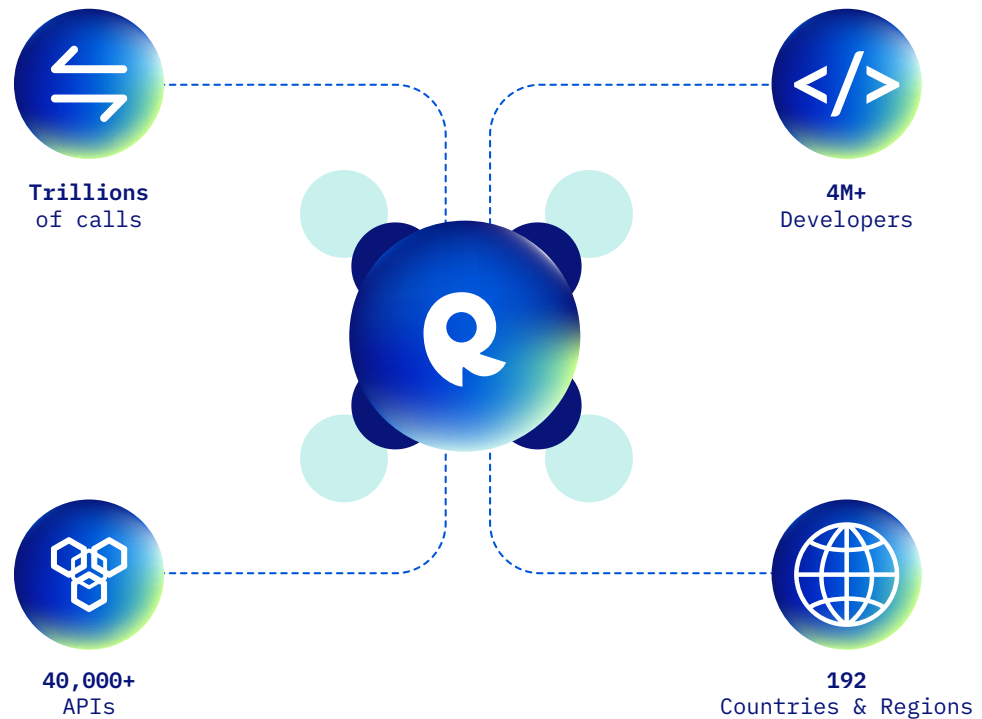 </>
Trillions
of calls
4M+
Developers
40,000+
APIs
192
Countries & Regions